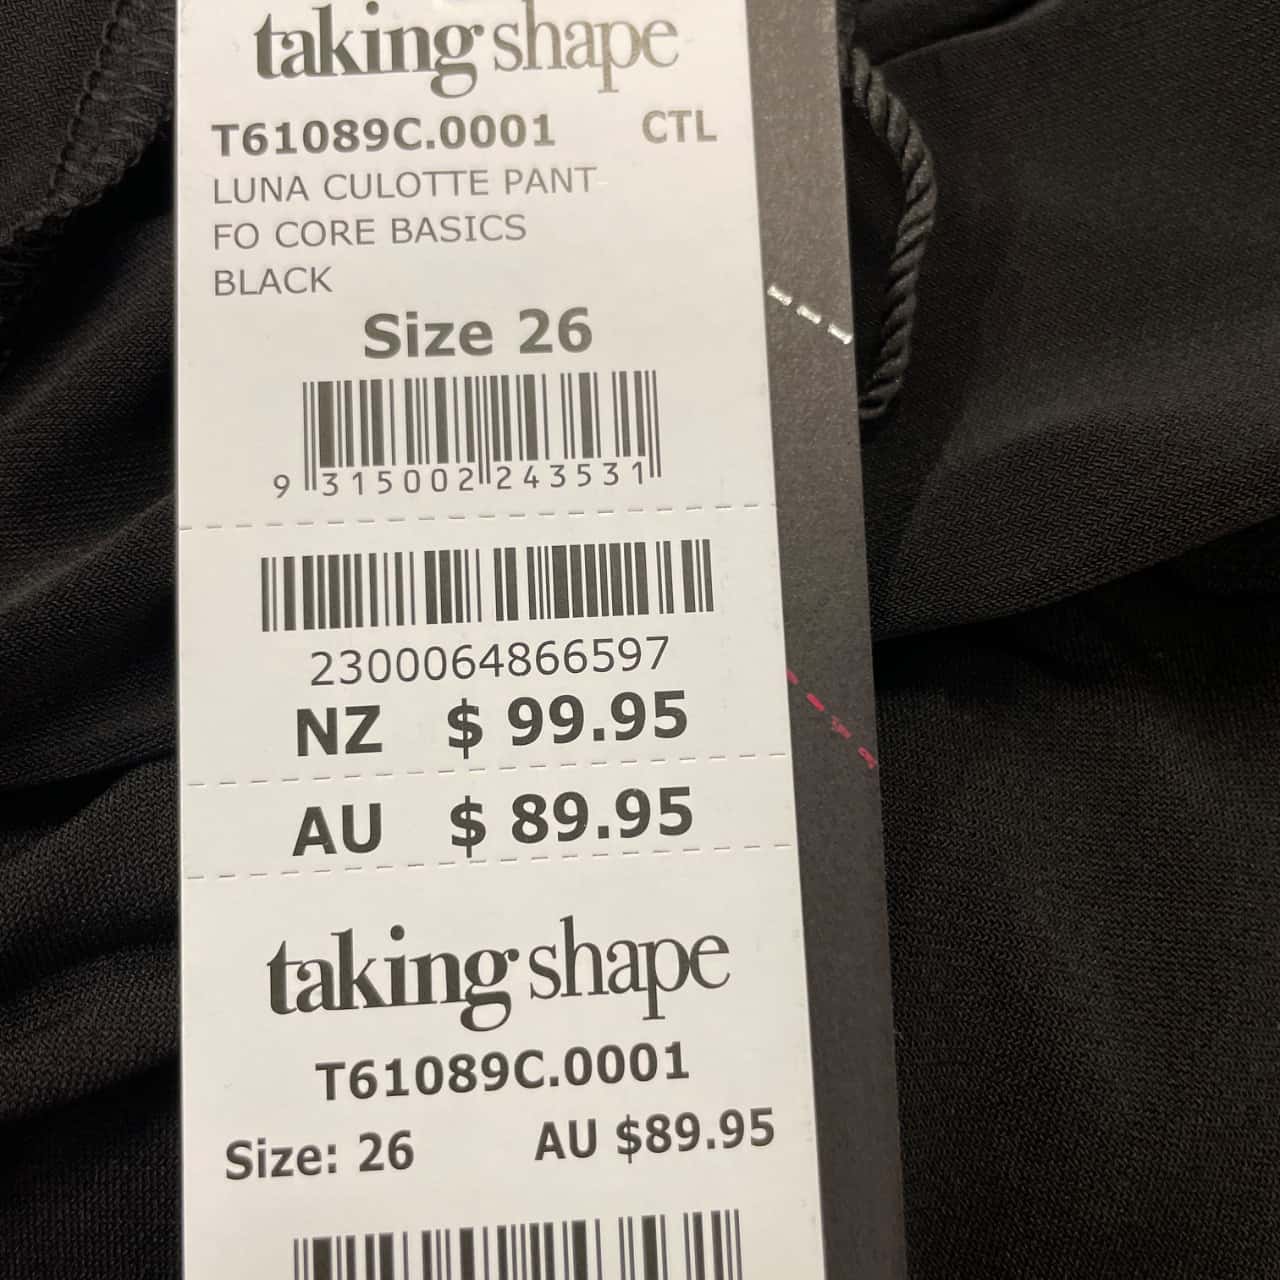 taking shape
T61089C.0001 CTL
LUNA CULOTTE PANT
FO CORE BASICS
BLACK
Size 26
9 315002 243531
2300064866597
NZ $ 99.95
AU $ 89.95
taking shape
T61089C.0001
Size: 26 AU $89.95